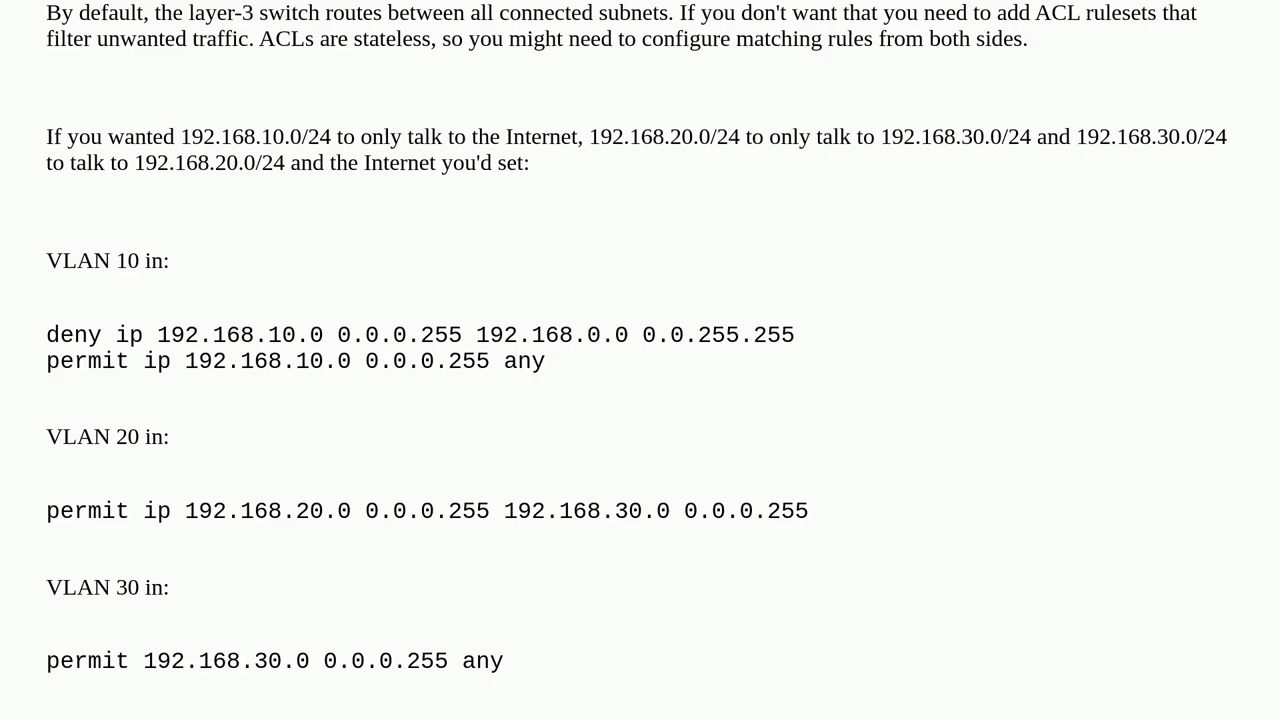 By default, the layer-3 switch routes between all connected subnets. If you don't want that you need to add ACL rulesets that
filter unwanted traffic. ACLs are stateless, so you might need to configure matching rules from both sides.
If you wanted 192.168.10.0/24 to only talk to the Internet, 192.168.20.0/24 to only talk to 192.168.30.0/24 and 192.168.30.0/24
to talk to 192.168.20.0/24 and the Internet you'd set:
VLAN 10 in:
deny ip 192.168.10.0 0.0.0.255 192.168.0.0 0.0.255.255
permit ip 192.168.10.0 0.0.0.255 any
VLAN 20 in:
permit ip 192.168.20.0 0.0.0.255 192.168.30.0 0.0.0.255
VLAN 30 in:
permit 192.168.30.0 0.0.0.255 any